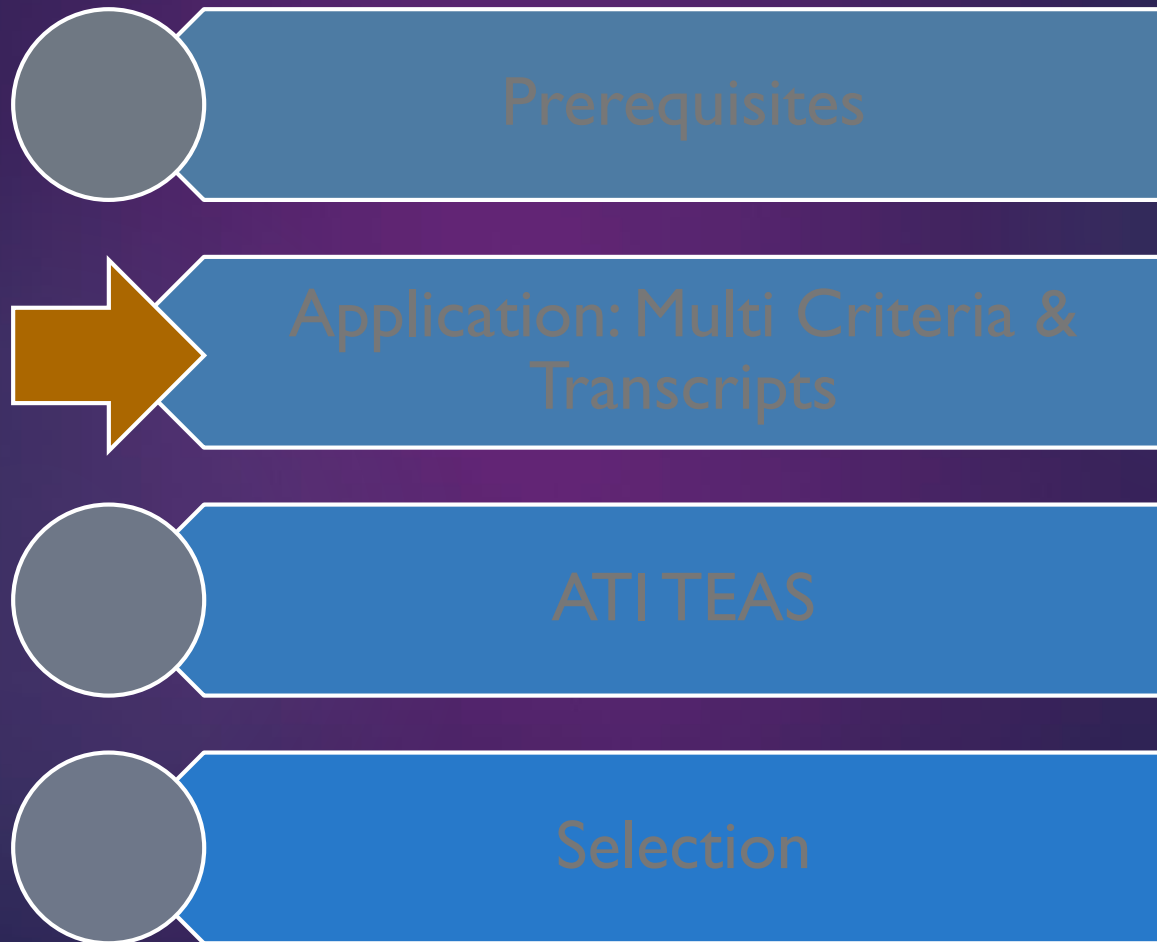 Prerequisites
Application: Multi Criteria &
Transcripts
ATI TEAS
Selection